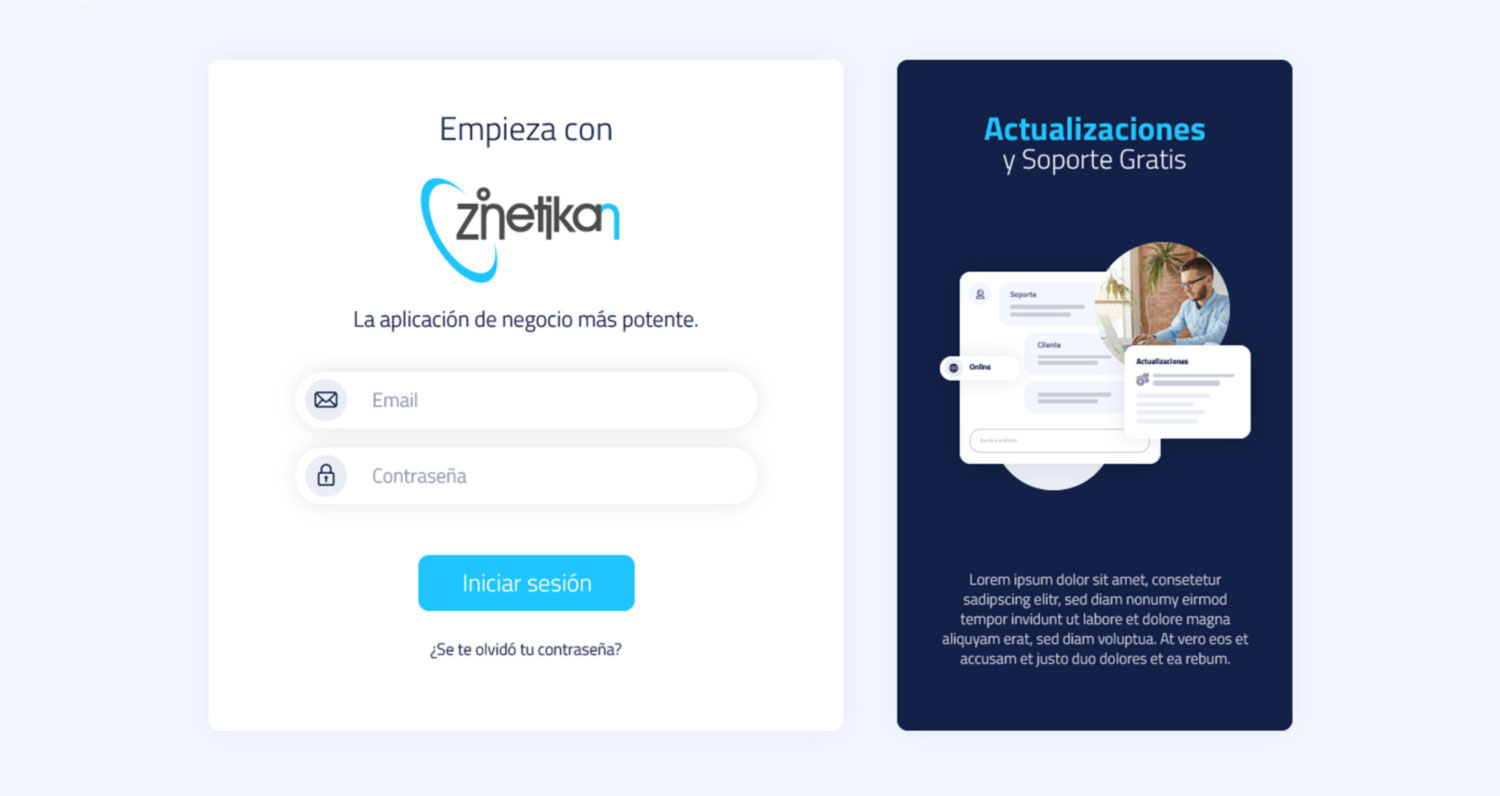 Empieza con
zinetikan
La aplicación de negocio más potente.
Email
Contraseña
Iniciar sesión
¿Se te olvidó tu contraseña?
Actualizaciones
y Soporte Gratis
Soporte
Cliente
Online
Actualizaciones
Lorem ipsum dolor sit amet, consetetur
sadipscing elitr, sed diam nonumy eirmod
tempor invidunt ut labore et dolore magna
aliquyam erat, sed diam voluptua. At vero eos et
accusam et justo duo dolores et ea rebum.